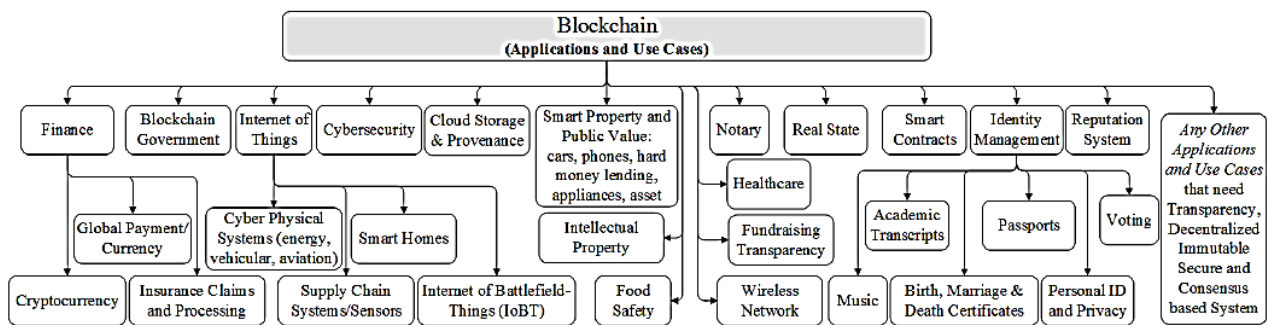 Blockchain
(Applications and Use Cases)
Finance
Blockchain
Government
Internet of
Things
Cybersecurity
Cloud Storage
& Provenance
Smart Property and
Public Value:
cars, phones, hard
money lending,
appliances, asset
Notary
Real State
Smart
Contracts
Identity
Management
Reputation
System
Any Other
Applications
and Use Cases
that need
Transparency,
Decentralized
Immutable
Secure and
Consensus
based System
Healthcare
Global Payment/
Currency
Cyber Physical
Systems (energy,
vehicular, aviation)
Smart Homes
Intellectual
Property
Fundraising
Transparency
Academic
Transcripts
Passports
Voting
Cryptocurrency
Insurance Claims
and Processing
Supply Chain
Systems/Sensors
Internet of Battlefield-
Things (IoBT)
Food
Safety
Wireless
Network
Music
Birth, Marriage &
Death Certificates
Personal ID
and Privacy